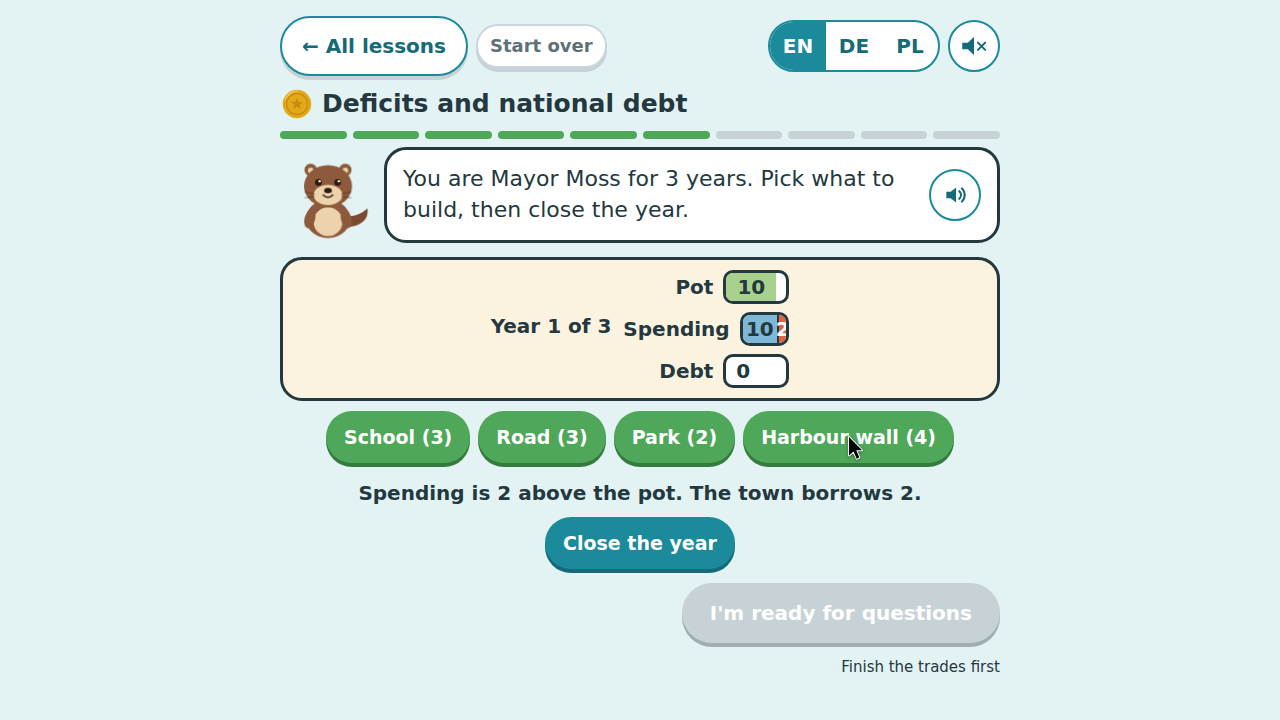 ← All lessons
Start over
EN DE PL
Deficits and national debt
You are Mayor Moss for 3 years. Pick what to
build, then close the year.
Pot 10
Year 1 of 3
Spending 10 2
Debt 0
School (3) Road (3) Park (2) Harbour wall (4)
Spending is 2 above the pot. The town borrows 2.
Close the year
I'm ready for questions
Finish the trades first